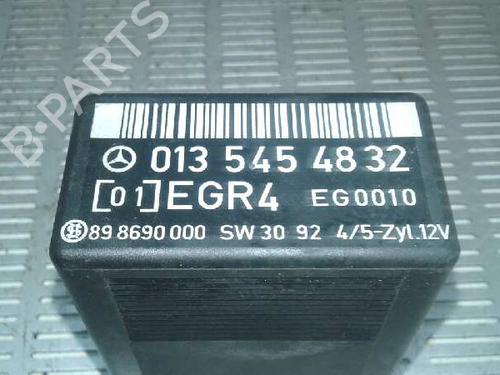 B-PARTS
013 545 48 32
[01] EGR4 EG0010
89 8690 000 SW 30 92 4/5-Zyl.12V